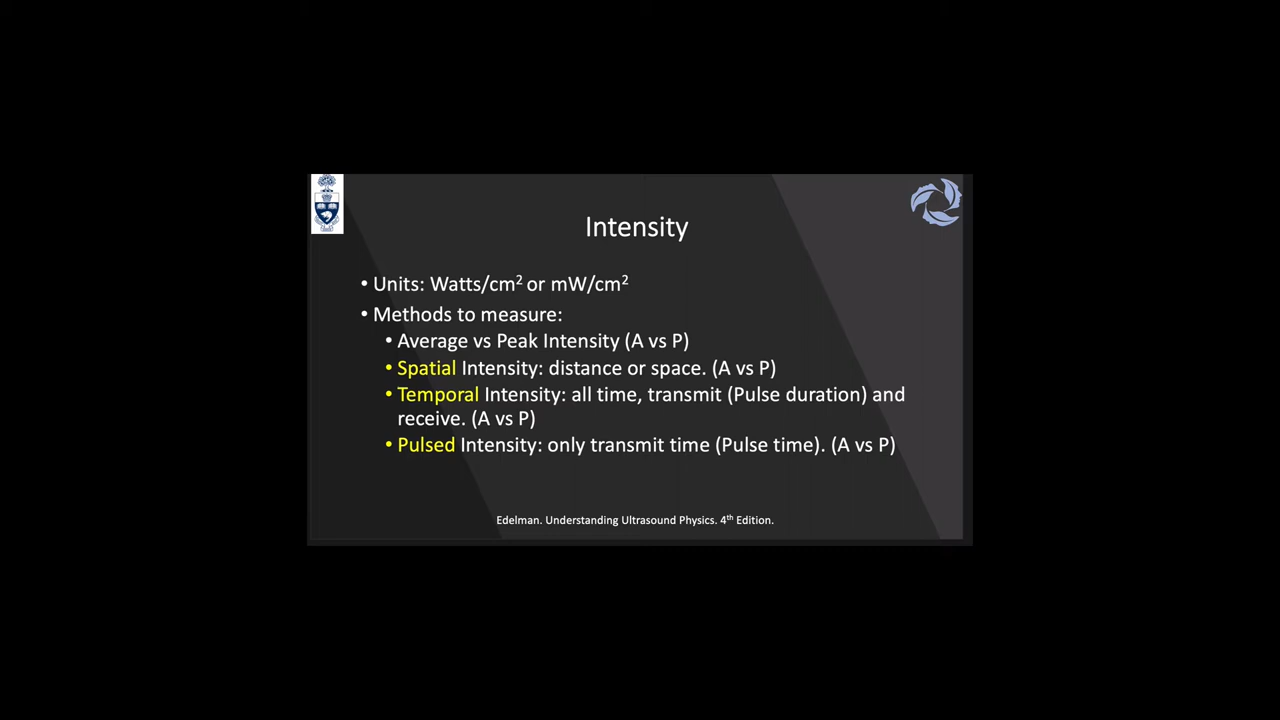 Intensity
• Units: Watts/cm² or mW/cm²
• Methods to measure:
• Average vs Peak Intensity (A vs P)
• Spatial Intensity: distance or space. (A vs P)
• Temporal Intensity: all time, transmit (Pulse duration) and
receive. (A vs P)
• Pulsed Intensity: only transmit time (Pulse time). (A vs P)
Edelman. Understanding Ultrasound Physics. 4th Edition.